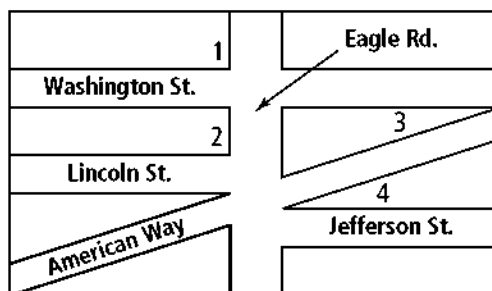 1
Eagle Rd.
Washington St.
2
3
Lincoln St.
4
American Way
Jefferson St.